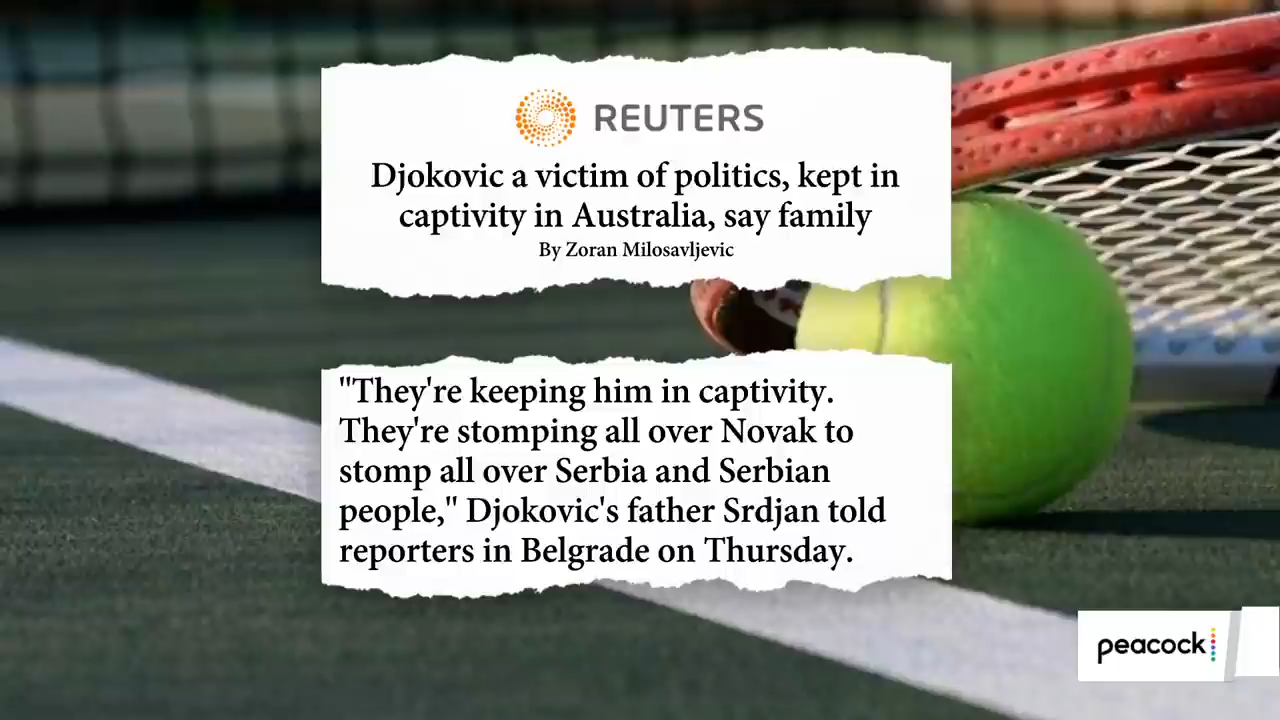 REUTERS
Djokovic a victim of politics, kept in
captivity in Australia, say family
By Zoran Milosavljevic
"They're keeping him in captivity.
They're stomping all over Novak to
stomp all over Serbia and Serbian
people," Djokovic's father Srdjan told
reporters in Belgrade on Thursday.
peacock